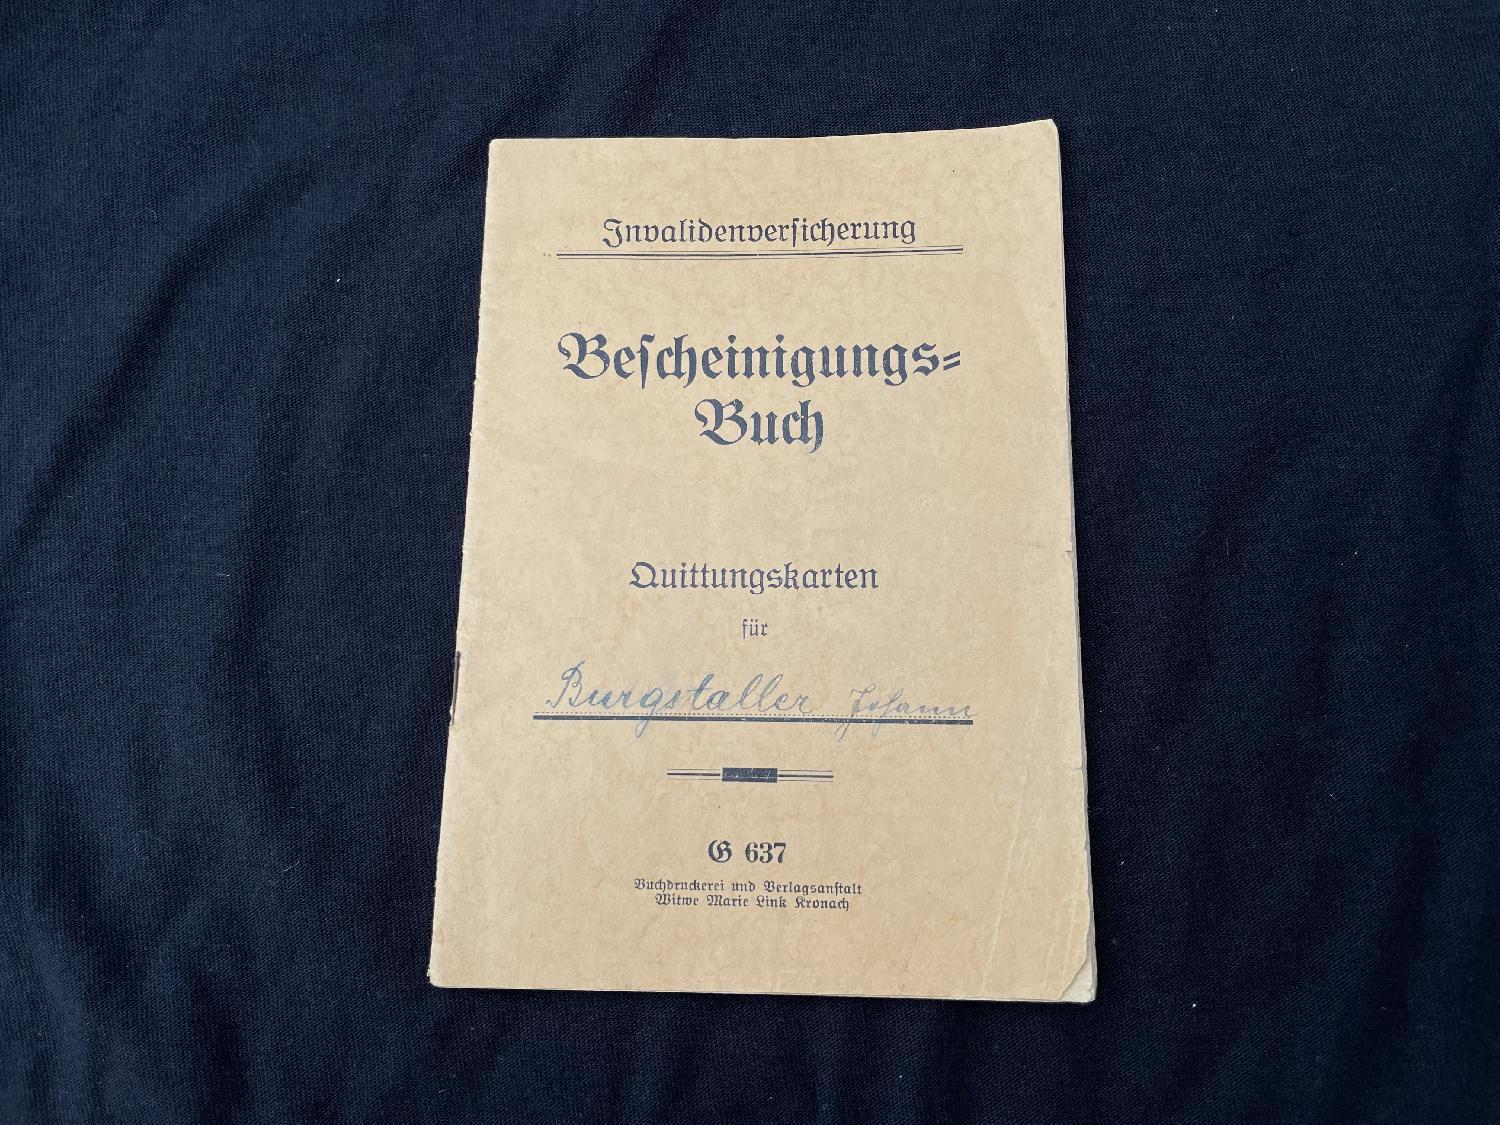 Invalidenversicherung
Bescheinigungs-
Buch
Quittungskarten
für
Burgstaller Johann
G 637
Buchdruckerei und Verlagsanstalt
Witwe Marie Link Kronach